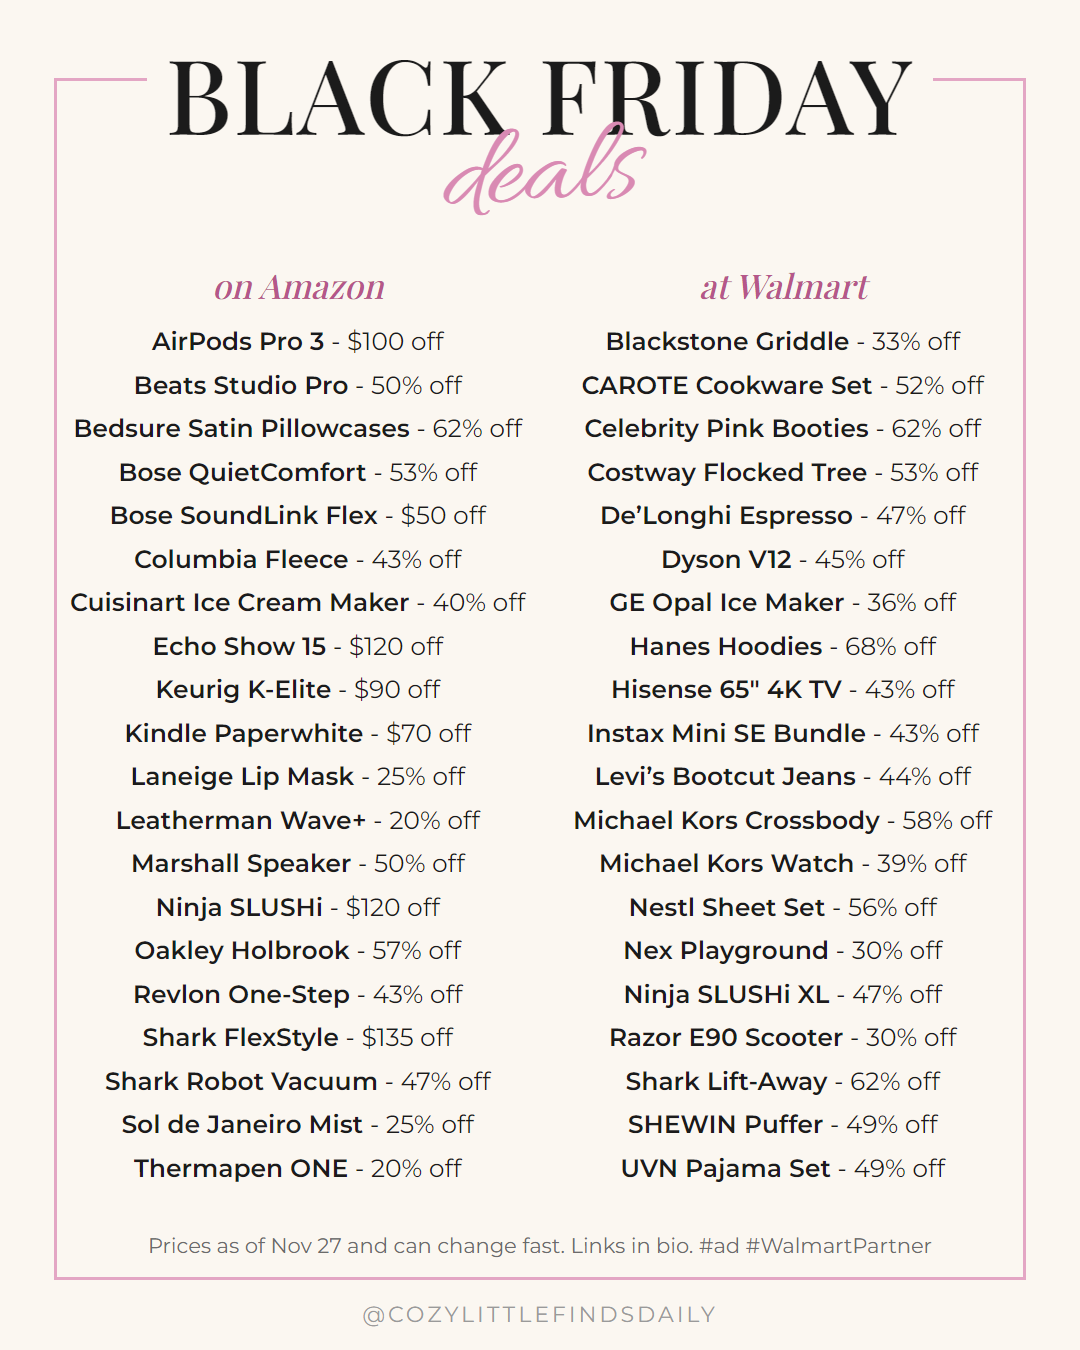 BLACK FRIDAY
deals
on Amazon
AirPods Pro 3 - $100 off
Beats Studio Pro - 50% off
Bedsure Satin Pillowcases - 62% off
Bose QuietComfort - 53% off
Bose SoundLink Flex - $50 off
Columbia Fleece - 43% off
Cuisinart Ice Cream Maker - 40% off
Echo Show 15 - $120 off
Keurig K-Elite - $90 off
Kindle Paperwhite - $70 off
Laneige Lip Mask - 25% off
Leatherman Wave+ - 20% off
Marshall Speaker - 50% off
Ninja SLUSHi - $120 off
Oakley Holbrook - 57% off
Revlon One-Step - 43% off
Shark FlexStyle - $135 off
Shark Robot Vacuum - 47% off
Sol de Janeiro Mist - 25% off
Thermapen ONE - 20% off
at Walmart
Blackstone Griddle - 33% off
CAROTE Cookware Set - 52% off
Celebrity Pink Booties - 62% off
Costway Flocked Tree - 53% off
De’Longhi Espresso - 47% off
Dyson V12 - 45% off
GE Opal Ice Maker - 36% off
Hanes Hoodies - 68% off
Hisense 65" 4K TV - 43% off
Instax Mini SE Bundle - 43% off
Levi’s Bootcut Jeans - 44% off
Michael Kors Crossbody - 58% off
Michael Kors Watch - 39% off
Nestl Sheet Set - 56% off
Nex Playground - 30% off
Ninja SLUSHi XL - 47% off
Razor E90 Scooter - 30% off
Shark Lift-Away - 62% off
SHEWIN Puffer - 49% off
UVN Pajama Set - 49% off
Prices as of Nov 27 and can change fast. Links in bio. #ad #WalmartPartner
@COZYLITTLEFINDSDAILY